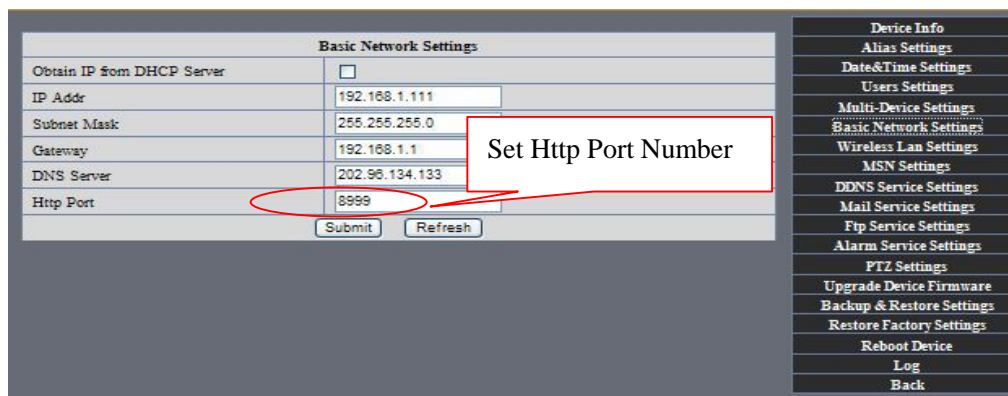 Basic Network Settings
Obtain IP from DHCP Server
IP Addr 192.168.1.111
Subnet Mask 255.255.255.0
Gateway 192.168.1.1
DNS Server 202.96.134.133
Http Port 8999
Submit Refresh
Set Http Port Number
Device Info
Alias Settings
Date&Time Settings
Users Settings
Multi-Device Settings
Basic Network Settings
Wireless Lan Settings
MSN Settings
DDNS Service Settings
Mail Service Settings
Ftp Service Settings
Alarm Service Settings
PTZ Settings
Upgrade Device Firmware
Backup & Restore Settings
Restore Factory Settings
Reboot Device
Log
Back